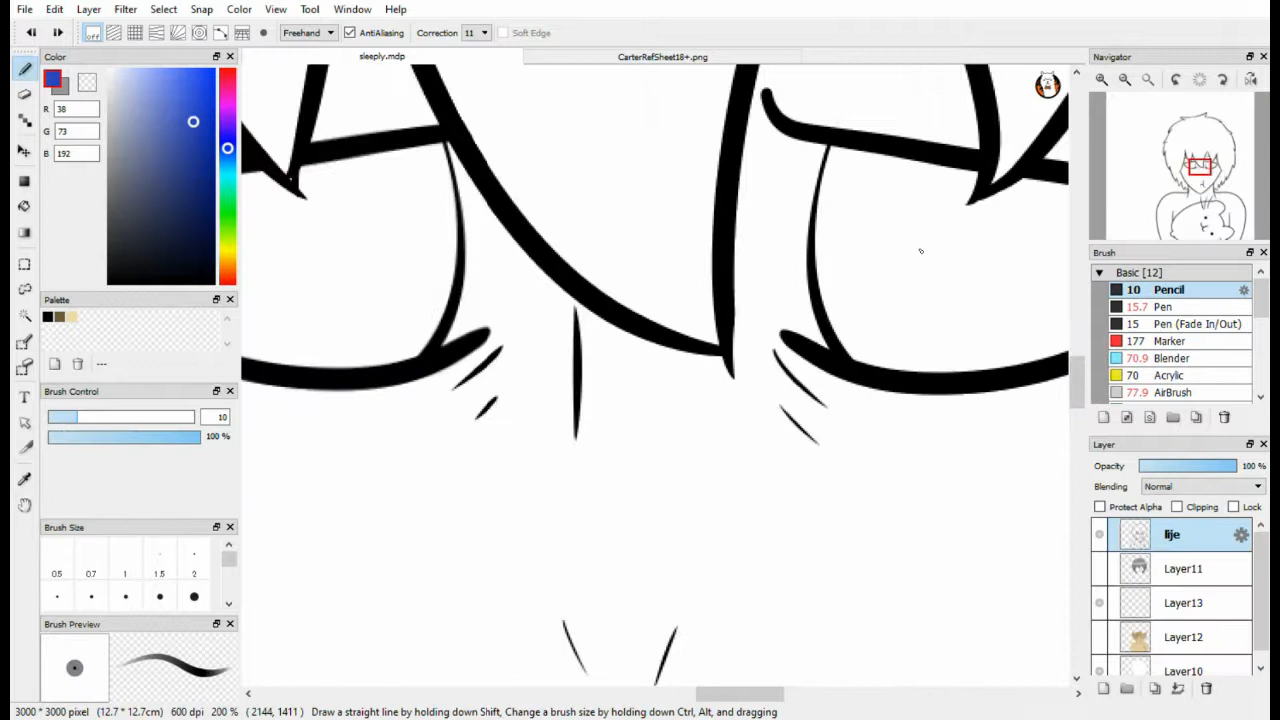 File Edit Layer Filter Select Snap Color View Tool Window Help
off Freehand AntiAliasing Correction 11 Soft Edge
Color
sleeply.mdp
CarterRefSheet18+.png
Navigator
R 38
G 73
B 192
Palette
---
Brush Control
10
100 %
Brush Size
0.5 0.7 1 1.5 2
Brush Preview
Brush
Basic [12]
10 Pencil
15.7 Pen
15 Pen (Fade In/Out)
177 Marker
70.9 Blender
70 Acrylic
77.9 AirBrush
Layer
Opacity 100 %
Blending Normal
Protect Alpha Clipping Lock
lije
Layer11
Layer13
Layer12
Layer10
3000 * 3000 pixel (12.7 * 12.7cm) 600 dpi 200 % ( 2144, 1411 ) Draw a straight line by holding down Shift, Change a brush size by holding down Ctrl, Alt, and dragging